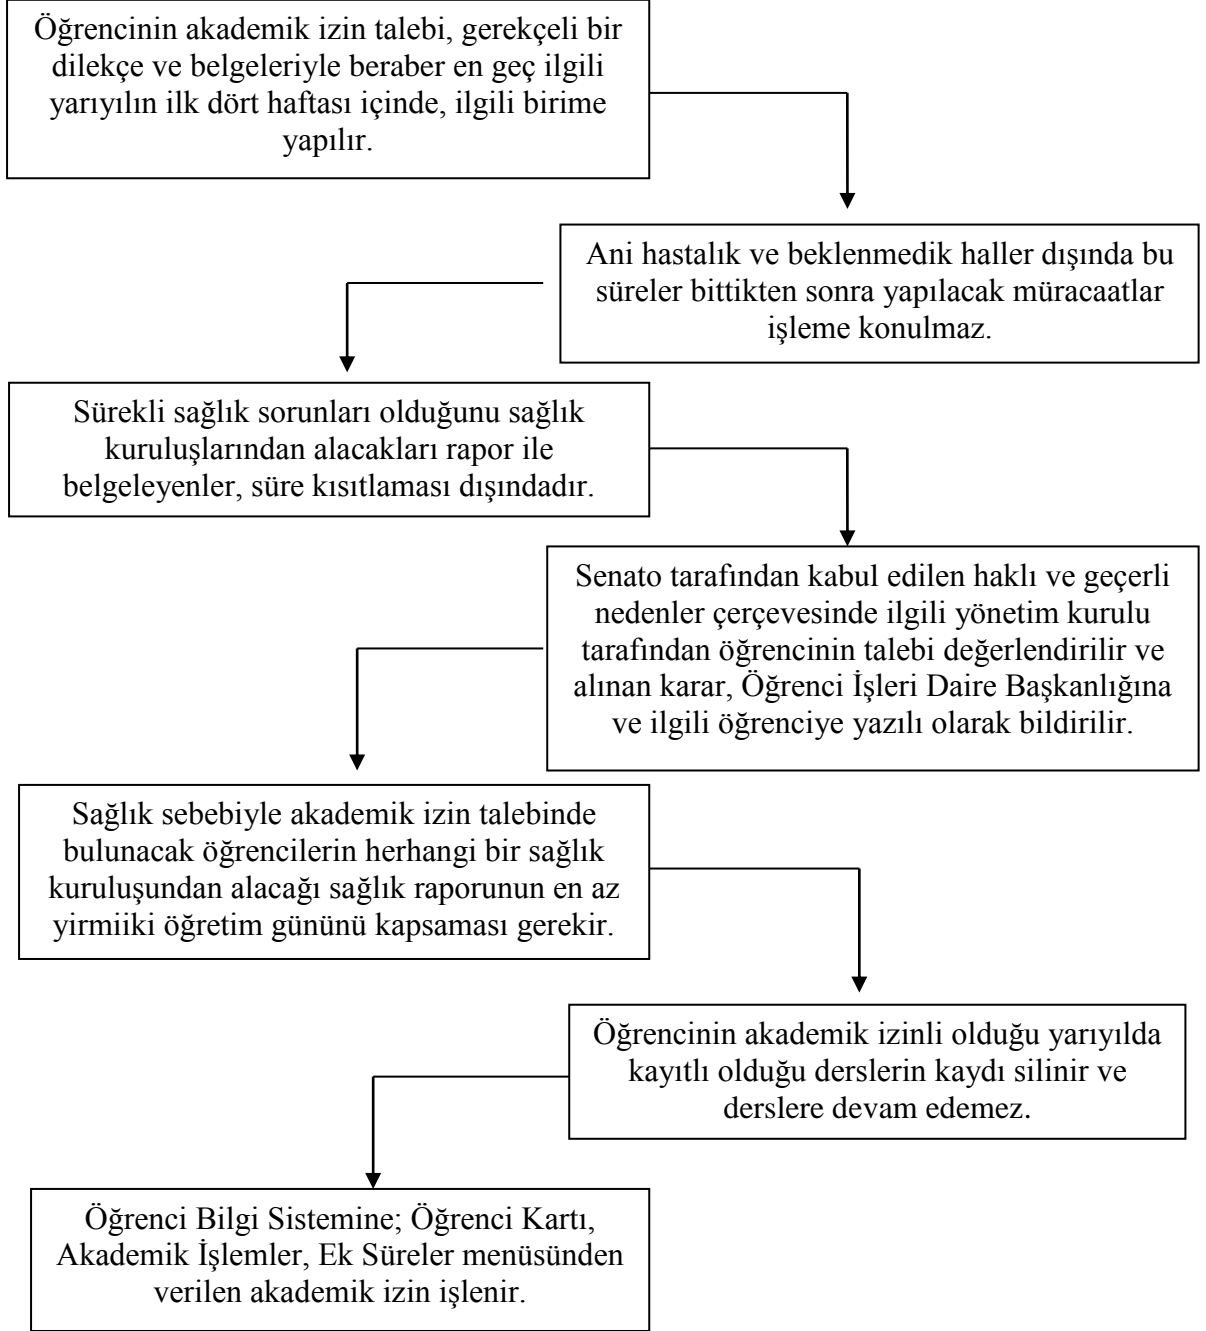 Öğrencinin akademik izin talebi, gerekçeli bir
dilekçe ve belgeleriyle beraber en geç ilgili
yarıyılın ilk dört haftası içinde, ilgili birime
yapılır.
Ani hastalık ve beklenmedik haller dışında bu
süreler bittikten sonra yapılacak müracaatlar
işleme konulmaz.
Sürekli sağlık sorunları olduğunu sağlık
kuruluşlarından alacakları rapor ile
belgeleyenler, süre kısıtlaması dışındadır.
Senato tarafından kabul edilen haklı ve geçerli
nedenler çerçevesinde ilgili yönetim kurulu
tarafından öğrencinin talebi değerlendirilir ve
alınan karar, Öğrenci İşleri Daire Başkanlığına
ve ilgili öğrenciye yazılı olarak bildirilir.
Sağlık sebebiyle akademik izin talebinde
bulunacak öğrencilerin herhangi bir sağlık
kuruluşundan alacağı sağlık raporunun en az
yirmiiki öğretim gününü kapsaması gerekir.
Öğrencinin akademik izinli olduğu yarıyılda
kayıtlı olduğu derslerin kaydı silinir ve
derslere devam edemez.
Öğrenci Bilgi Sistemine; Öğrenci Kartı,
Akademik İşlemler, Ek Süreler menüsünden
verilen akademik izin işlenir.